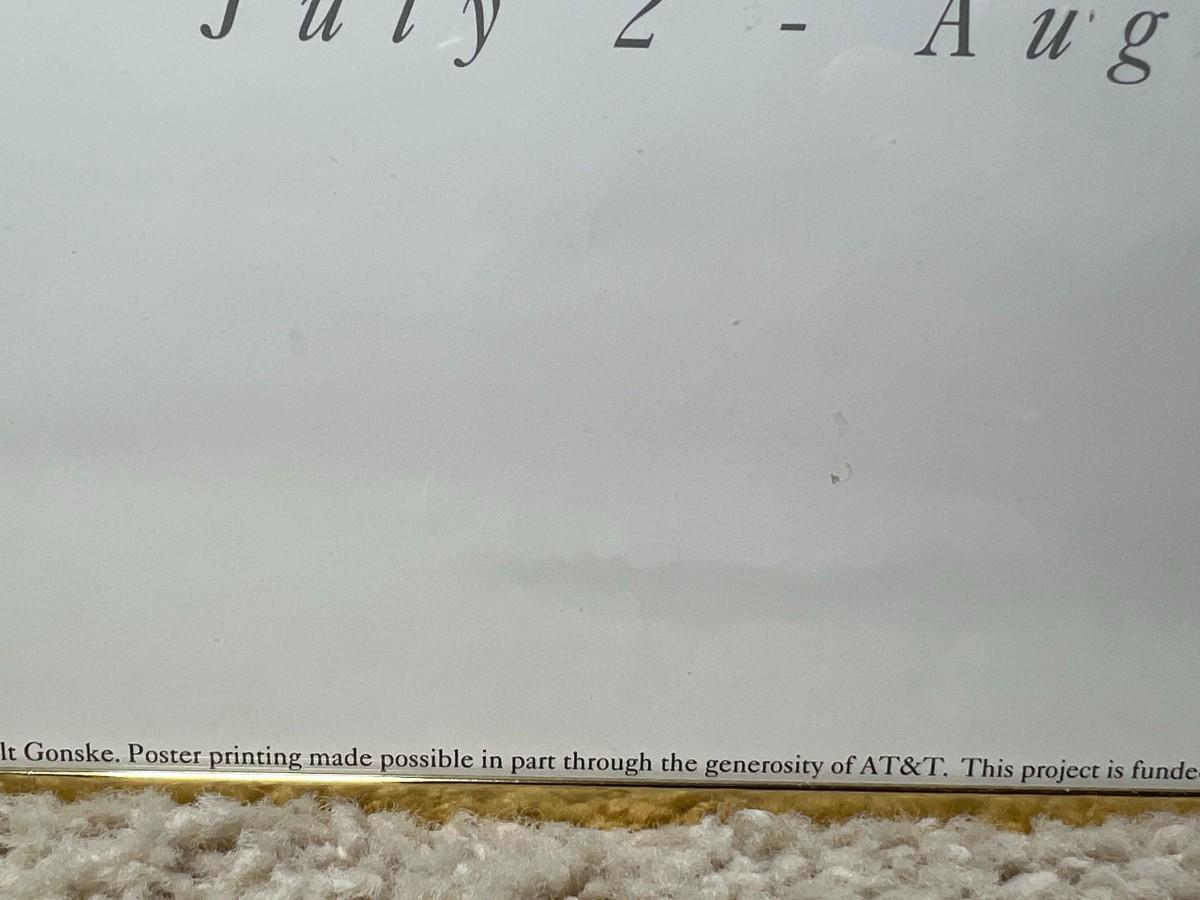 July 2 - Aug
lt Gonske. Poster printing made possible in part through the generosity of AT&T. This project is funde